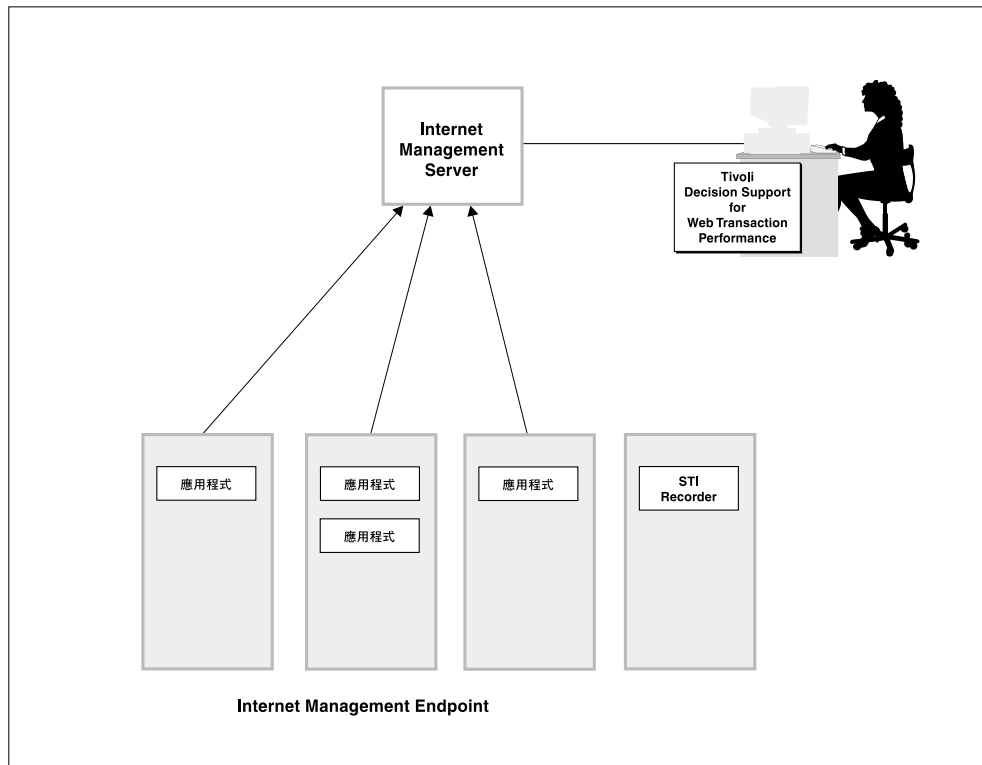 Internet
Management
Server
Tivoli
Decision Support
for
Web Transaction
Performance
應用程式
應用程式
應用程式
應用程式
STI
Recorder
Internet Management Endpoint